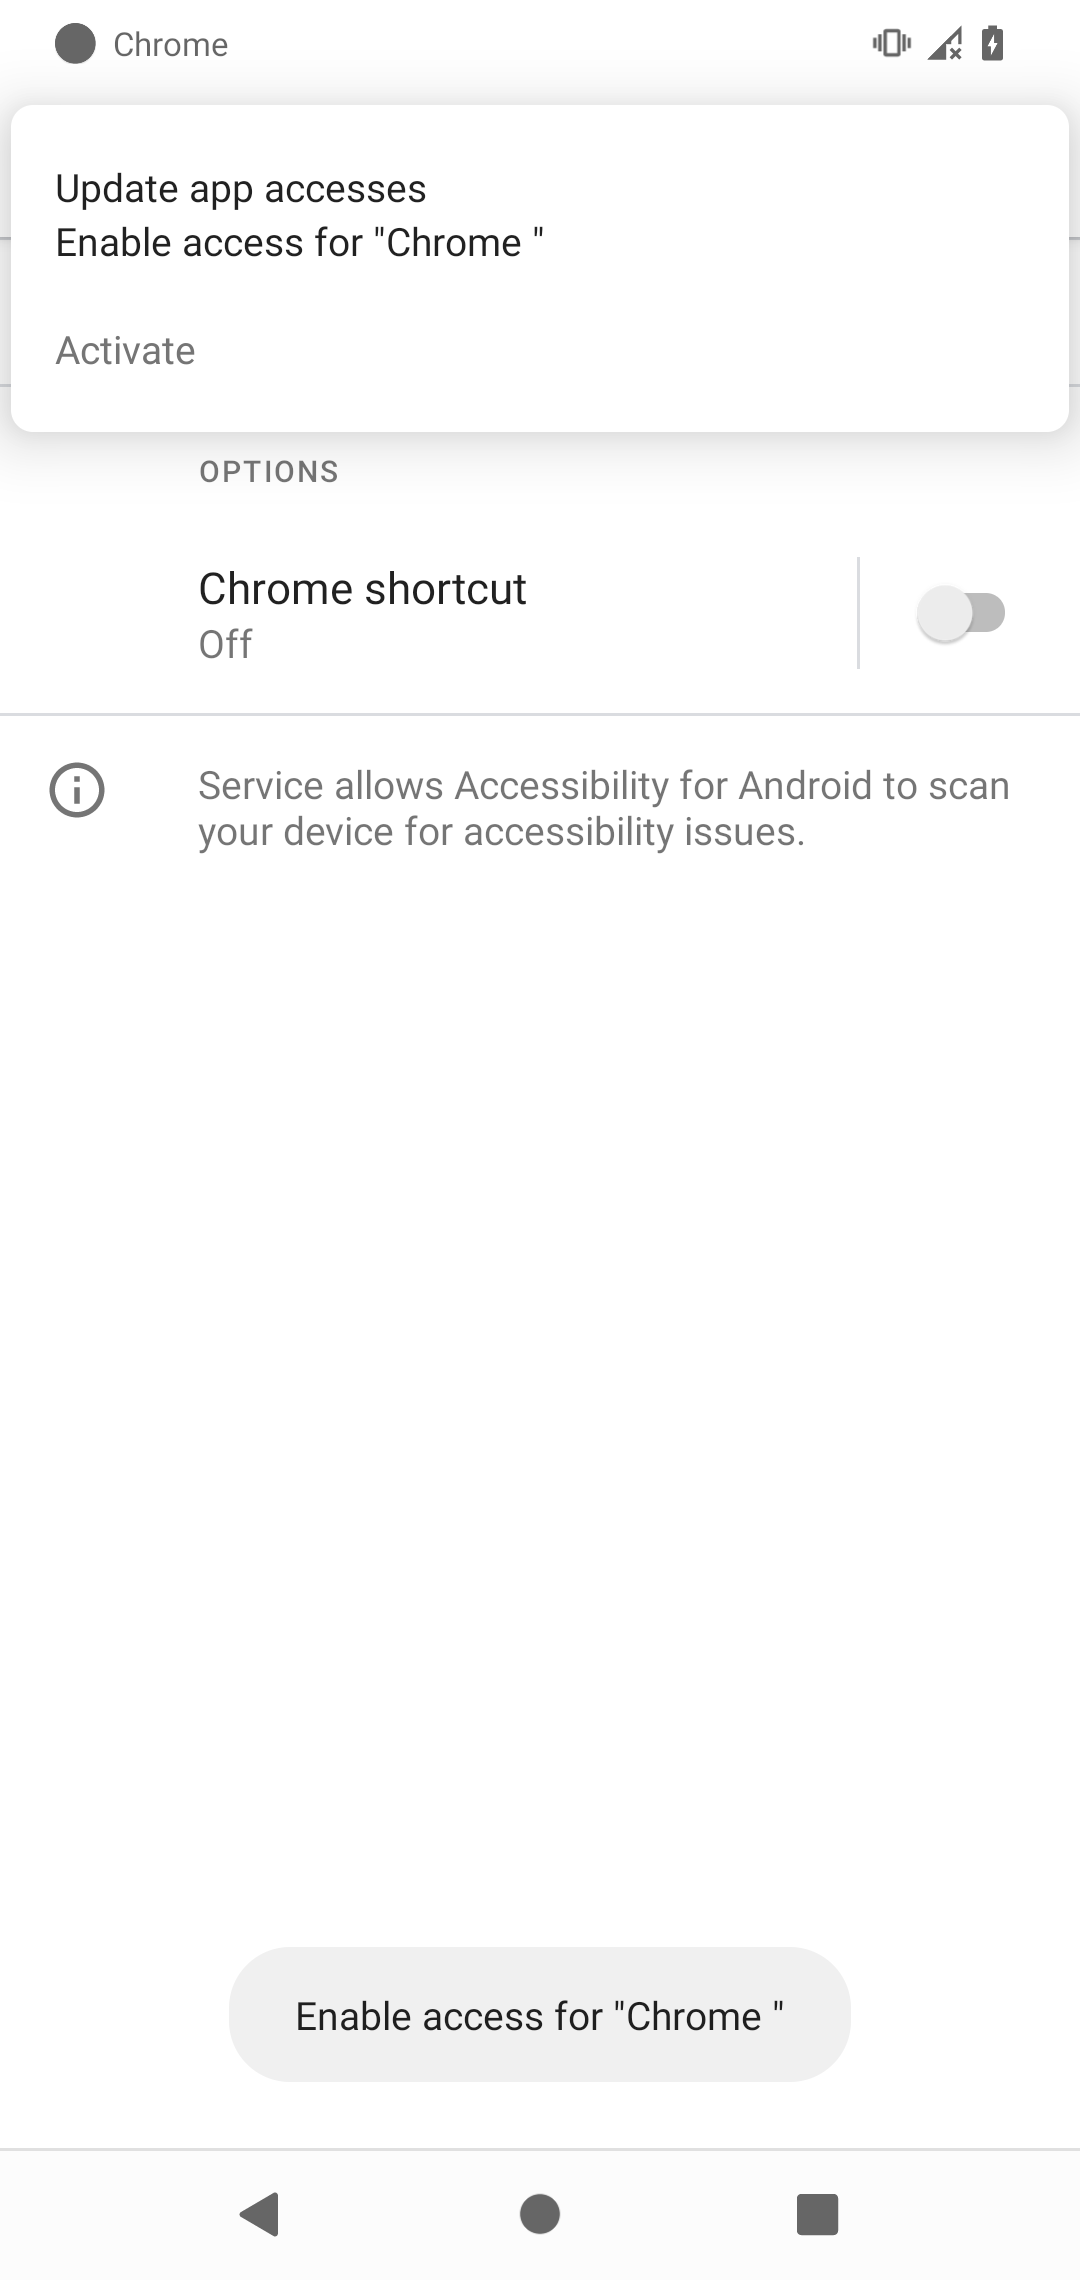 Chrome
Update app accesses
Enable access for "Chrome "
Activate
OPTIONS
Chrome shortcut
Off
Service allows Accessibility for Android to scan
your device for accessibility issues.
Enable access for "Chrome "